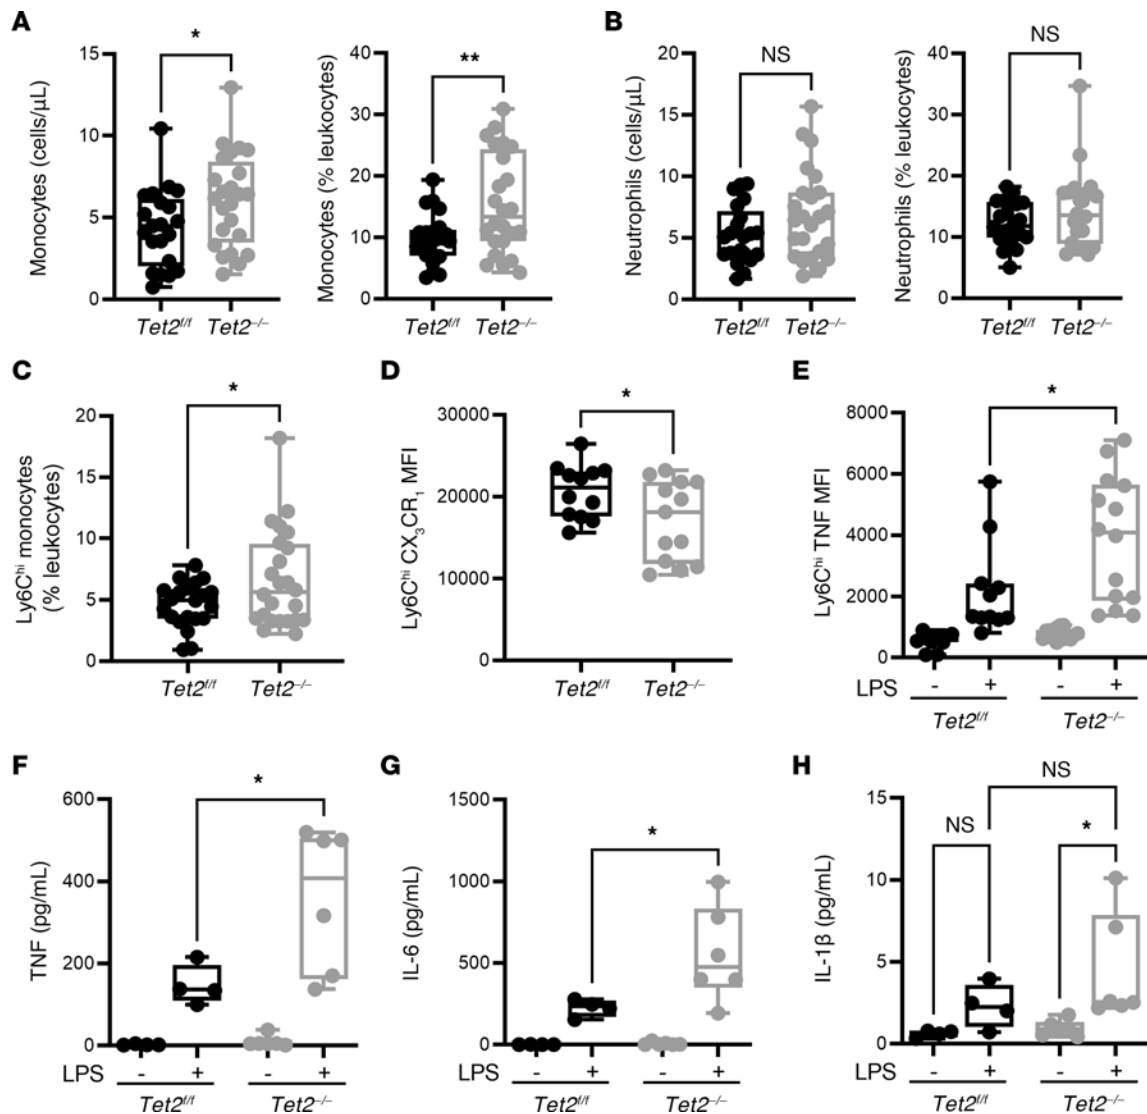 A
Monocytes (cells/μL)
15
10
5
0
*
Tet2f/f Tet2–/–
Monocytes (% leukocytes)
40
30
20
10
0
**
Tet2f/f Tet2–/–
B
Neutrophils (cells/μL)
20
15
10
5
0
NS
Tet2f/f Tet2–/–
Neutrophils (% leukocytes)
40
30
20
10
0
NS
Tet2f/f Tet2–/–
C
Ly6Chi monocytes
(% leukocytes)
20
15
10
5
0
*
Tet2f/f Tet2–/–
D
Ly6Chi CX3CR1 MFI
30000
20000
10000
0
*
Tet2f/f Tet2–/–
E
Ly6Chi TNF MFI
8000
6000
4000
2000
0
*
LPS - + - +
Tet2f/f Tet2–/–
F
TNF (pg/mL)
600
400
200
0
*
LPS - + - +
Tet2f/f Tet2–/–
G
IL-6 (pg/mL)
1500
1000
500
0
*
LPS - + - +
Tet2f/f Tet2–/–
H
IL-1β (pg/mL)
15
10
5
0
NS
NS *
LPS - + - +
Tet2f/f Tet2–/–